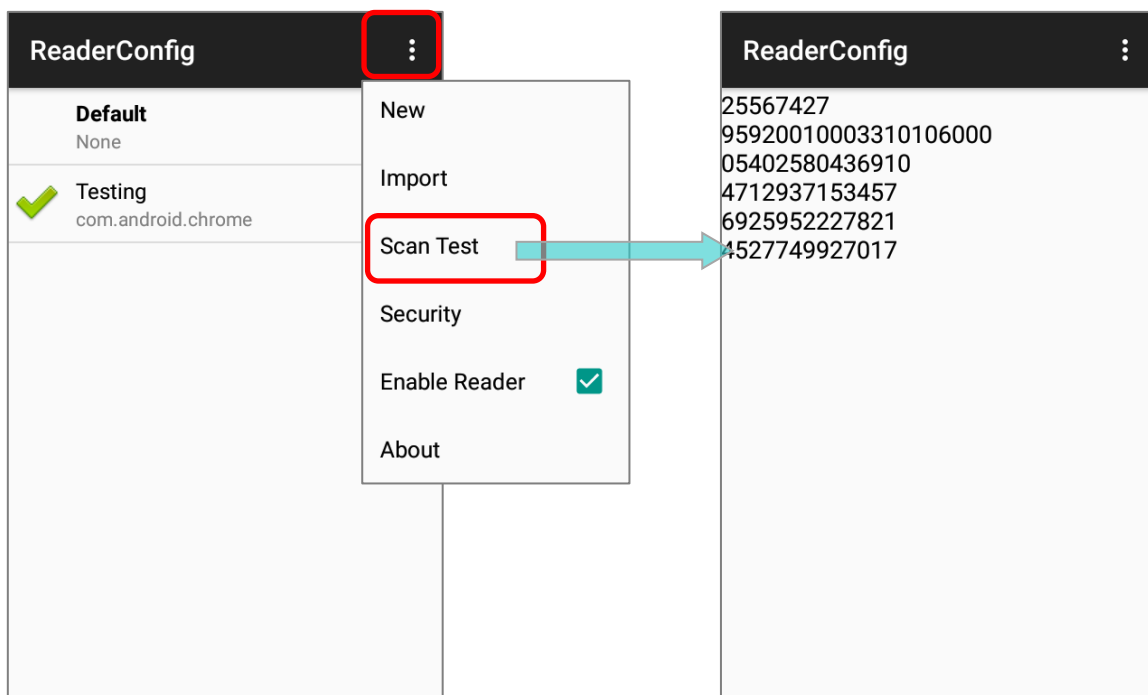 ReaderConfig
Default
None
Testing
com.android.chrome
New
Import
Scan Test
Security
Enable Reader
About
ReaderConfig
25567427
95920010003310106000
05402580436910
4712937153457
6925952227821
4527749927017